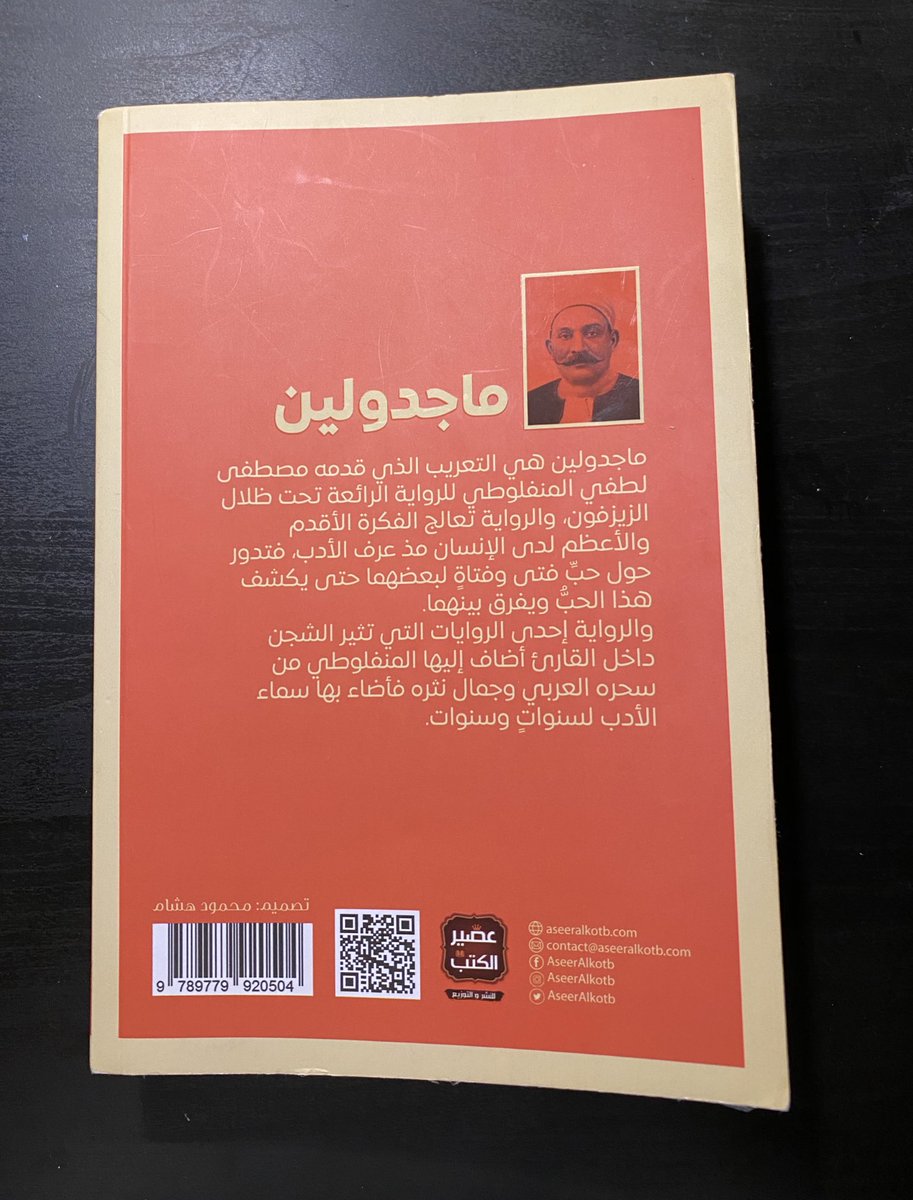 ماجدولين
ماجدولين هي التعريب الذي قدمه مصطفى
لطفي المنفلوطي للرواية الرائعة تحت ظلال
الزيزفون، والرواية تعالج الفكرة الأقدم
والأعظم لدى الإنسان مذ عرف الأدب، فتدور
حول حبِّ فتى وفتاةٍ لبعضهما حتى يكشف
هذا الحبُّ ويفرق بينهما.
والرواية إحدى الروايات التي تثير الشجن
داخل القارئ أضاف إليها المنفلوطي من
سحره العربي وجمال نثره فأضاء بها سماء
الأدب لسنواتٍ وسنوات.
تصميم: محمود هشام
9 789779 920504
عصير
الكتب
للنشر و التوزيع
aseeralkotb.com
contact@aseeralkotb.com
AseerAlkotb
AseerAlkotb
AseerAlkotb